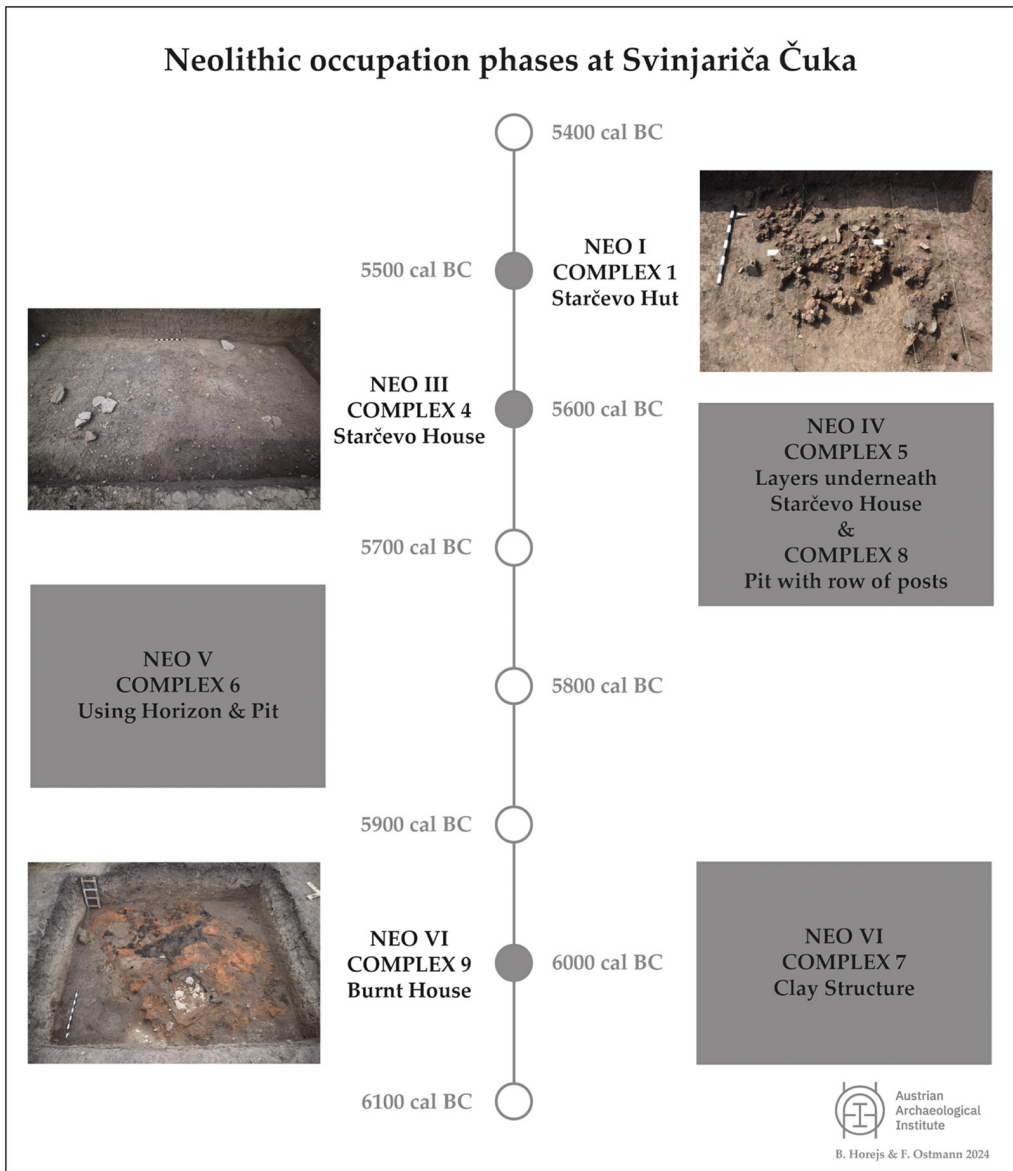 Neolithic occupation phases at Svinjariča Čuka
5400 cal BC
5500 cal BC
NEO I
COMPLEX 1
Starčevo Hut
NEO III
COMPLEX 4
Starčevo House
5600 cal BC
NEO IV
COMPLEX 5
Layers underneath
Starčevo House
&
COMPLEX 8
Pit with row of posts
5700 cal BC
NEO V
COMPLEX 6
Using Horizon & Pit
5800 cal BC
5900 cal BC
NEO VI
COMPLEX 9
Burnt House
6000 cal BC
NEO VI
COMPLEX 7
Clay Structure
6100 cal BC
Austrian
Archaeological
Institute
B. Horejs & F. Ostmann 2024